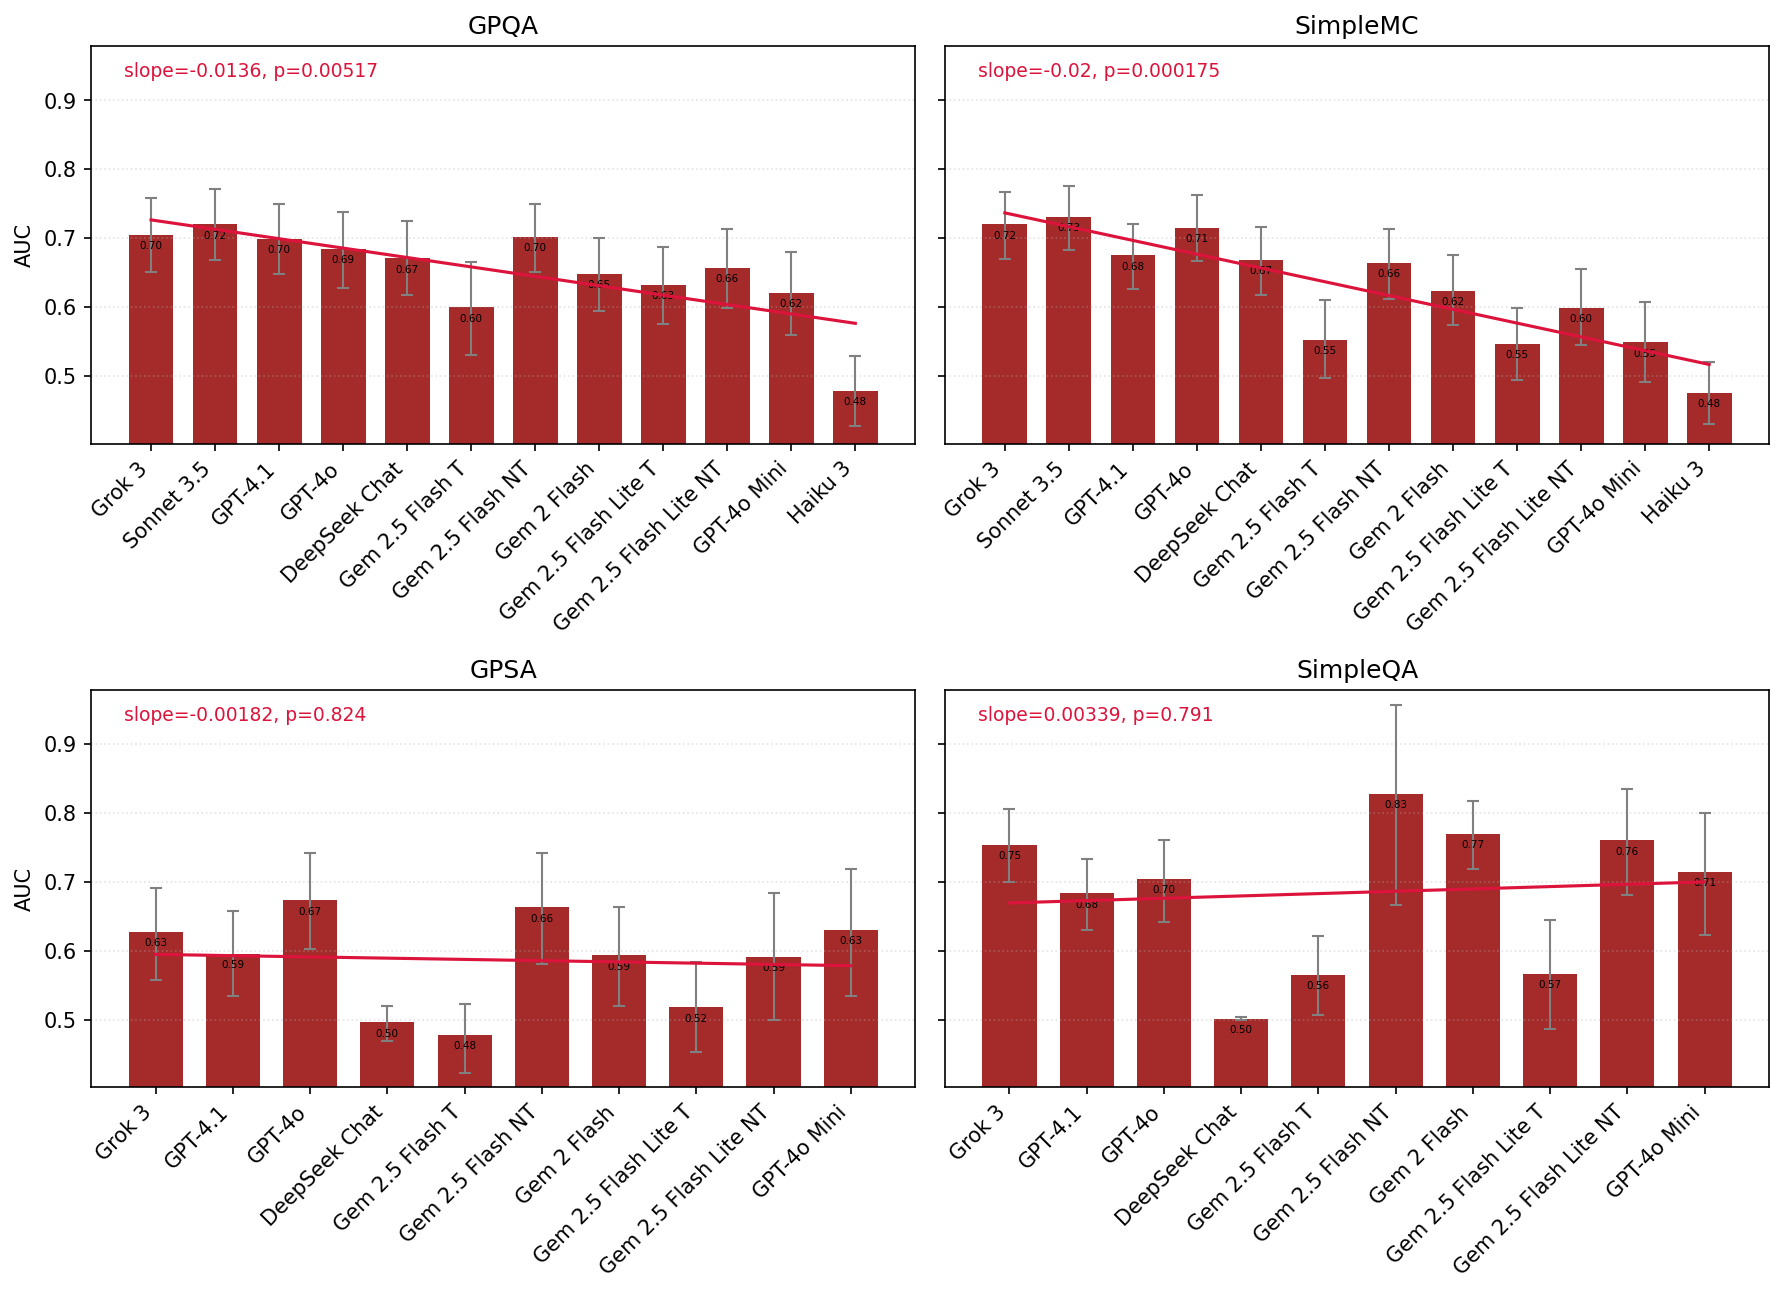 GPQA
slope=-0.0136, p=0.00517
AUC
0.9
0.8
0.7
0.6
0.5
0.70
0.72
0.70
0.69
0.67
0.60
0.70
0.65
0.63
0.66
0.62
0.48
Grok 3
Sonnet 3.5
GPT-4.1
GPT-4o
DeepSeek Chat
Gem 2.5 Flash T
Gem 2.5 Flash NT
Gem 2 Flash
Gem 2.5 Flash Lite T
Gem 2.5 Flash Lite NT
GPT-4o Mini
Haiku 3
SimpleMC
slope=-0.02, p=0.000175
0.72
0.73
0.68
0.71
0.67
0.55
0.66
0.62
0.55
0.60
0.55
0.48
Grok 3
Sonnet 3.5
GPT-4.1
GPT-4o
DeepSeek Chat
Gem 2.5 Flash T
Gem 2.5 Flash NT
Gem 2 Flash
Gem 2.5 Flash Lite T
Gem 2.5 Flash Lite NT
GPT-4o Mini
Haiku 3
GPSA
slope=-0.00182, p=0.824
AUC
0.9
0.8
0.7
0.6
0.5
0.63
0.59
0.67
0.50
0.48
0.66
0.59
0.52
0.59
0.63
Grok 3
GPT-4.1
GPT-4o
DeepSeek Chat
Gem 2.5 Flash T
Gem 2.5 Flash NT
Gem 2 Flash
Gem 2.5 Flash Lite T
Gem 2.5 Flash Lite NT
GPT-4o Mini
SimpleQA
slope=0.00339, p=0.791
0.75
0.68
0.70
0.50
0.56
0.83
0.77
0.57
0.76
0.71
Grok 3
GPT-4.1
GPT-4o
DeepSeek Chat
Gem 2.5 Flash T
Gem 2.5 Flash NT
Gem 2 Flash
Gem 2.5 Flash Lite T
Gem 2.5 Flash Lite NT
GPT-4o Mini